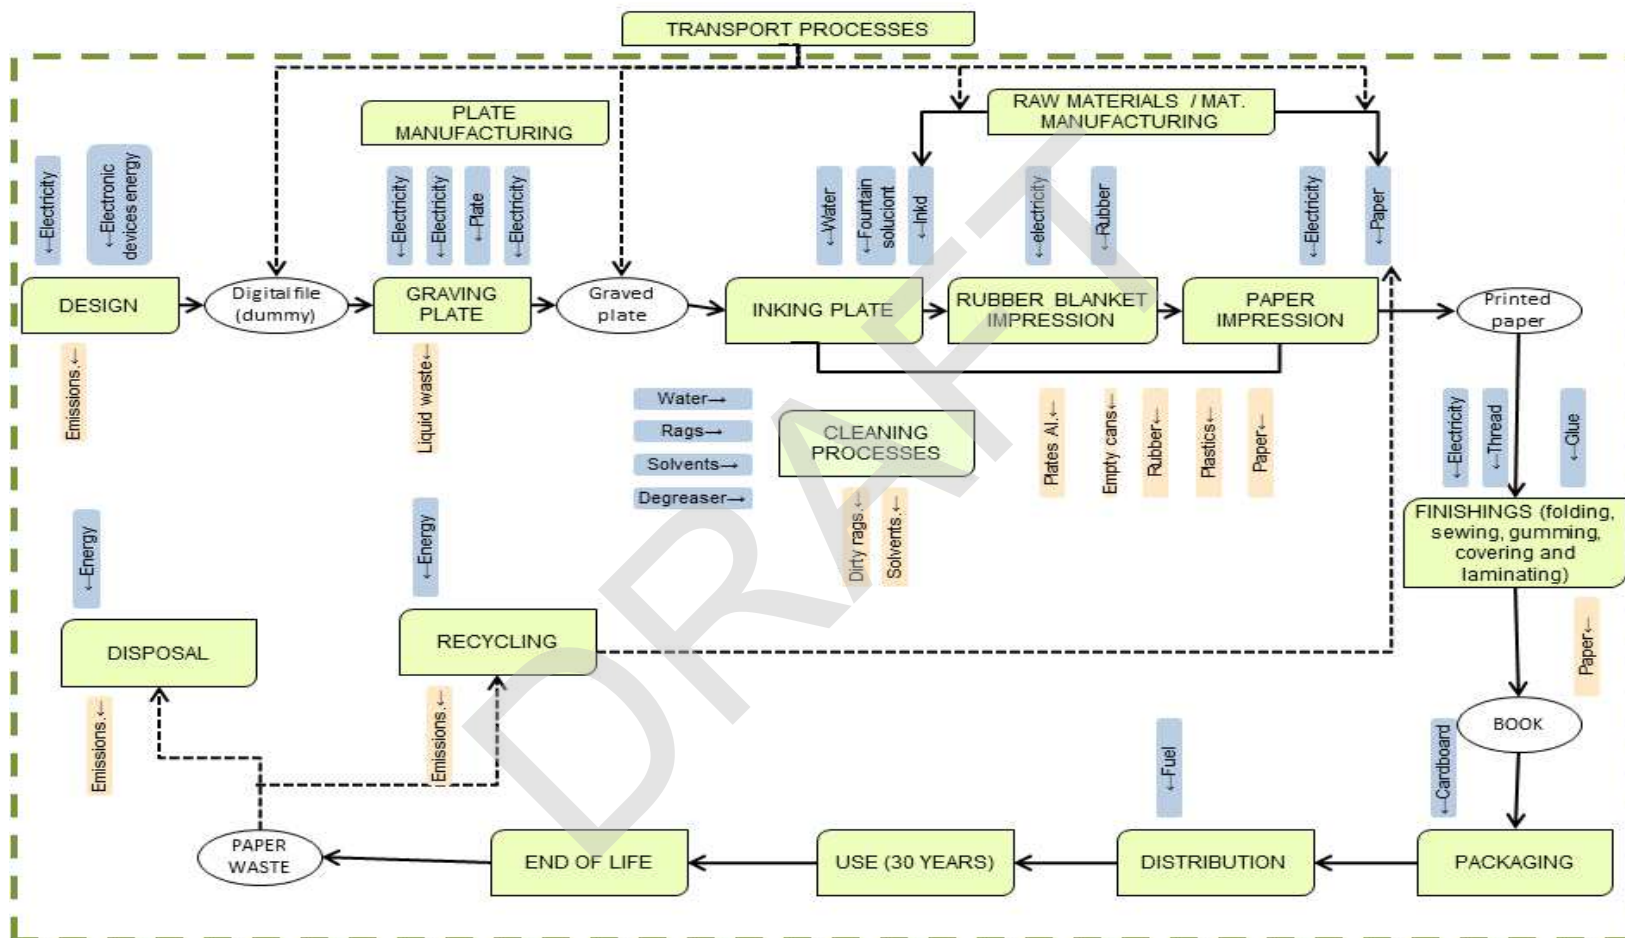 TRANSPORT PROCESSES
PLATE
MANUFACTURING
RAW MATERIALS / MAT.
MANUFACTURING
←Electricity
←Electronic
devices energy
←Electricity
←Electricity
←Plate
←Electricity
←Water
←Fountain
soluciont
←Inkd
←electricity
←Rubber
←Electricity
←Paper
DESIGN
Digital file
(dummy)
GRAVING
PLATE
Graved
plate
INKING PLATE
RUBBER BLANKET
IMPRESSION
PAPER
IMPRESSION
Printed
paper
Emissions.←
Liquid waste←
Water→
Rags→
Solvents→
Degreaser→
CLEANING
PROCESSES
Plates Al.←
Empty cans←
Rubber←
Plastics←
Paper←
←Electricity
←Thread
←Glue
Dirty rags.←
Solvents.←
FINISHINGS (folding,
sewing, gumming,
covering and
laminating)
←Energy
←Energy
DISPOSAL
RECYCLING
Paper←
Emissions.←
Emissions.←
BOOK
←Fuel
←Cardboard
PAPER
WASTE
END OF LIFE
USE (30 YEARS)
DISTRIBUTION
PACKAGING
DRAFT